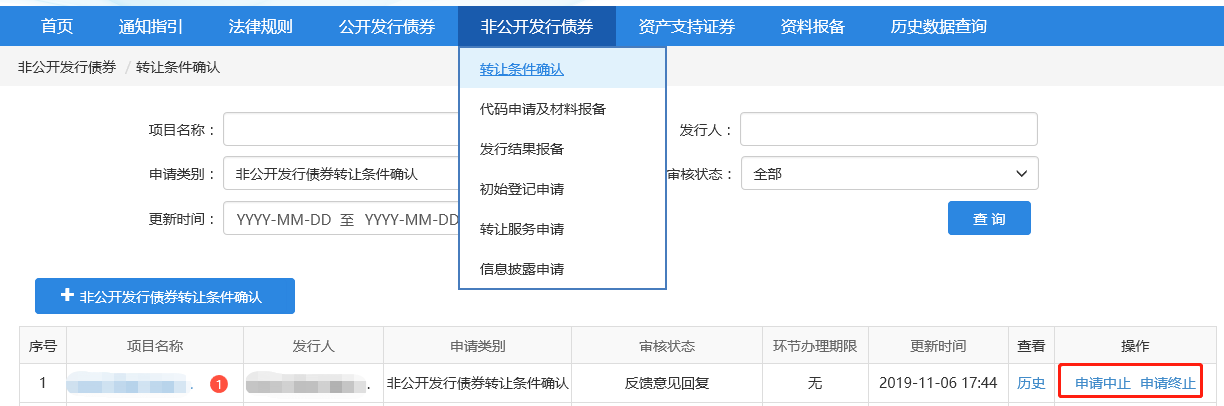 首页 通知指引 法律规则 公开发行债券 非公开发行债券 资产支持证券 资料报备 历史数据查询
非公开发行债券 / 转让条件确认
转让条件确认
代码申请及材料报备
发行结果报备
初始登记申请
转让服务申请
信息披露申请
项目名称： 发行人：
申请类别： 非公开发行债券转让条件确认 审核状态： 全部
更新时间： YYYY-MM-DD 至 YYYY-MM-DD 查 询
+ 非公开发行债券转让条件确认
序号 项目名称 发行人 申请类别 审核状态 环节办理期限 更新时间 查看 操作
1 1 非公开发行债券转让条件确认 反馈意见回复 无 2019-11-06 17:44 历史 申请中止 申请终止